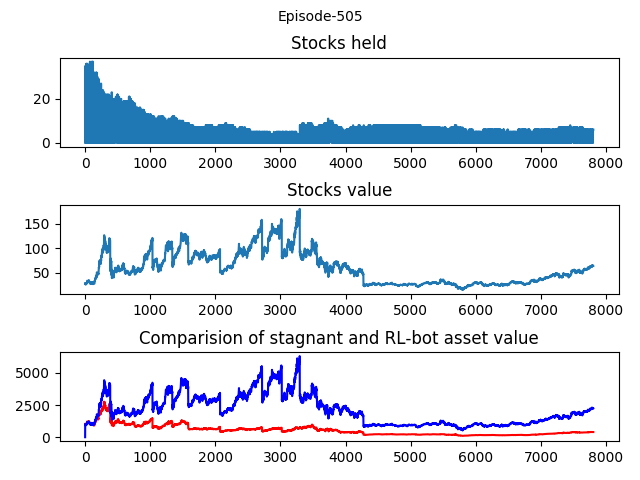 Episode-505
Stocks held
20
0
0 1000 2000 3000 4000 5000 6000 7000 8000
Stocks value
150
100
50
0 1000 2000 3000 4000 5000 6000 7000 8000
Comparision of stagnant and RL-bot asset value
5000
2500
0
0 1000 2000 3000 4000 5000 6000 7000 8000